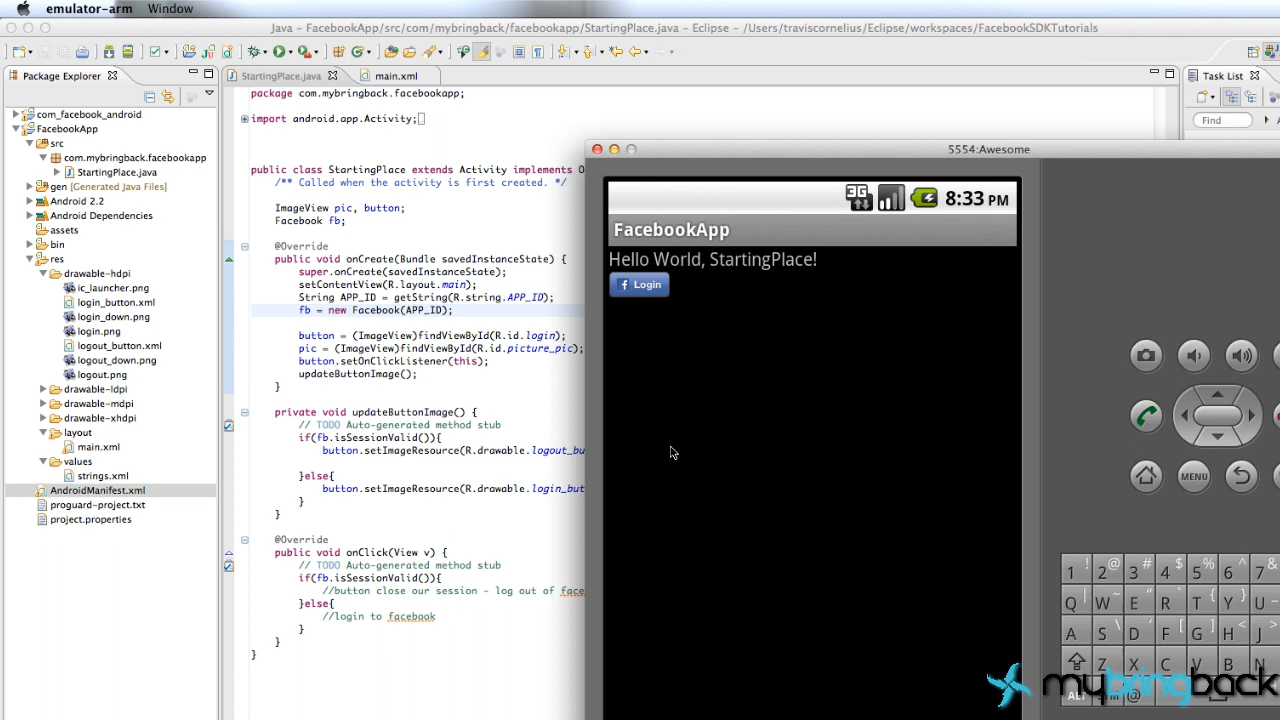 emulator-arm Window
Java – FacebookApp/src/com/mybringback/facebookapp/StartingPlace.java – Eclipse – /Users/traviscornelius/Eclipse/workspaces/FacebookSDKTutorials
Package Explorer
StartingPlace.java
main.xml
Task List
Find
com_facebook_android
FacebookApp
src
com.mybringback.facebookapp
StartingPlace.java
gen [Generated Java Files]
Android 2.2
Android Dependencies
assets
bin
res
drawable-hdpi
ic_launcher.png
login_button.xml
login_down.png
login.png
logout_button.xml
logout_down.png
logout.png
drawable-ldpi
drawable-mdpi
drawable-xhdpi
layout
main.xml
values
strings.xml
AndroidManifest.xml
proguard-project.txt
project.properties
package com.mybringback.facebookapp;
import android.app.Activity;
public class StartingPlace extends Activity implements O
/** Called when the activity is first created. */
ImageView pic, button;
Facebook fb;
@Override
public void onCreate(Bundle savedInstanceState) {
super.onCreate(savedInstanceState);
setContentView(R.layout.main);
String APP_ID = getString(R.string.APP_ID);
fb = new Facebook(APP_ID);
button = (ImageView)findViewById(R.id.login);
pic = (ImageView)findViewById(R.id.picture_pic);
button.setOnClickListener(this);
updateButtonImage();
}
private void updateButtonImage() {
// TODO Auto-generated method stub
if(fb.isSessionValid()){
button.setImageResource(R.drawable.logout_bu
}else{
button.setImageResource(R.drawable.login_but
}
}
@Override
public void onClick(View v) {
// TODO Auto-generated method stub
if(fb.isSessionValid()){
//button close our session - log out of face
}else{
//login to facebook
}
}
}
5554:Awesome
3G 8:33 PM
FacebookApp
Hello World, StartingPlace!
f Login
MENU
1 ! 2 @ 3 # 4 $ 5 % 6 ^ 7 &
Q | W ~ E " R ` T { Y } U _
A S \ D ' F [ G ] H < J >
Z X C V B N
ALT @
mybringback